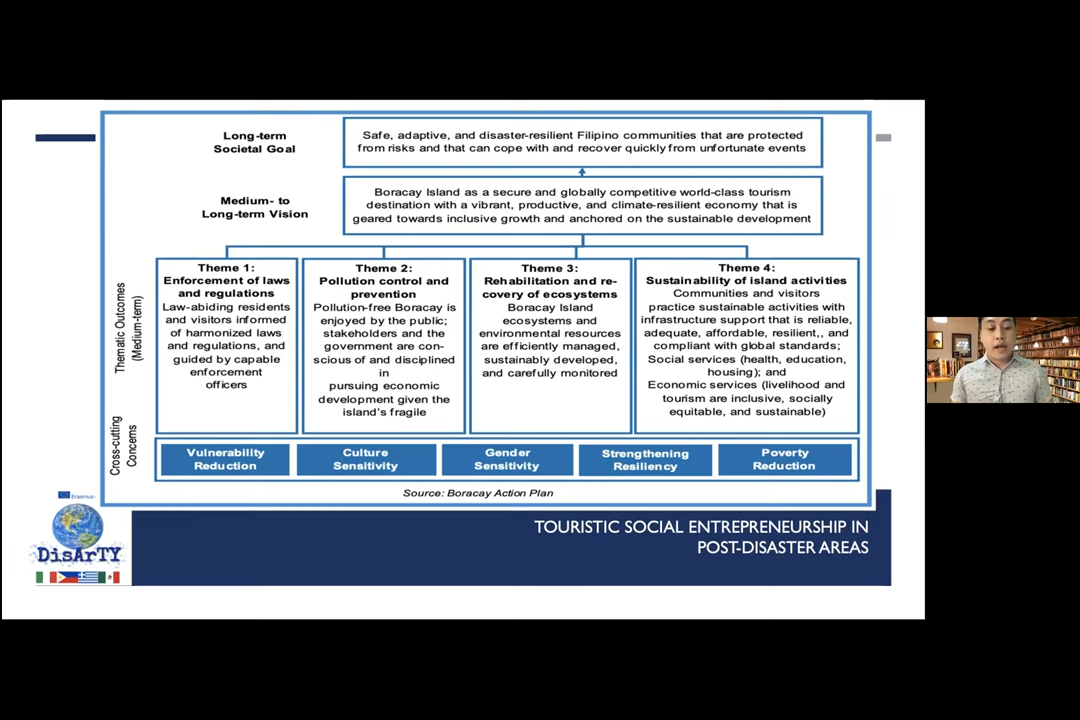 Long-term
Societal Goal
Safe, adaptive, and disaster-resilient Filipino communities that are protected
from risks and that can cope with and recover quickly from unfortunate events
Medium- to
Long-term Vision
Boracay Island as a secure and globally competitive world-class tourism
destination with a vibrant, productive, and climate-resilient economy that is
geared towards inclusive growth and anchored on the sustainable development
Thematic Outcomes
(Medium-term)
Theme 1:
Enforcement of laws
and regulations
Law-abiding residents
and visitors informed
of harmonized laws
and regulations, and
guided by capable
enforcement
officers
Theme 2:
Pollution control and
prevention
Pollution-free Boracay is
enjoyed by the public;
stakeholders and the
government are con-
scious of and disciplined
in
pursuing economic
development given the
island's fragile
Theme 3:
Rehabilitation and re-
covery of ecosystems
Boracay Island
ecosystems and
environmental resources
are efficiently managed,
sustainably developed,
and carefully monitored
Theme 4:
Sustainability of island activities
Communities and visitors
practice sustainable activities with
infrastructure support that is reliable,
adequate, affordable, resilient,, and
compliant with global standards;
Social services (health, education,
housing); and
Economic services (livelihood and
tourism are inclusive, socially
equitable, and sustainable)
Cross-cutting
Concerns
Vulnerability
Reduction
Culture
Sensitivity
Gender
Sensitivity
Strengthening
Resiliency
Poverty
Reduction
Source: Boracay Action Plan
Erasmus+
DisArTY
TOURISTIC SOCIAL ENTREPRENEURSHIP IN
POST-DISASTER AREAS